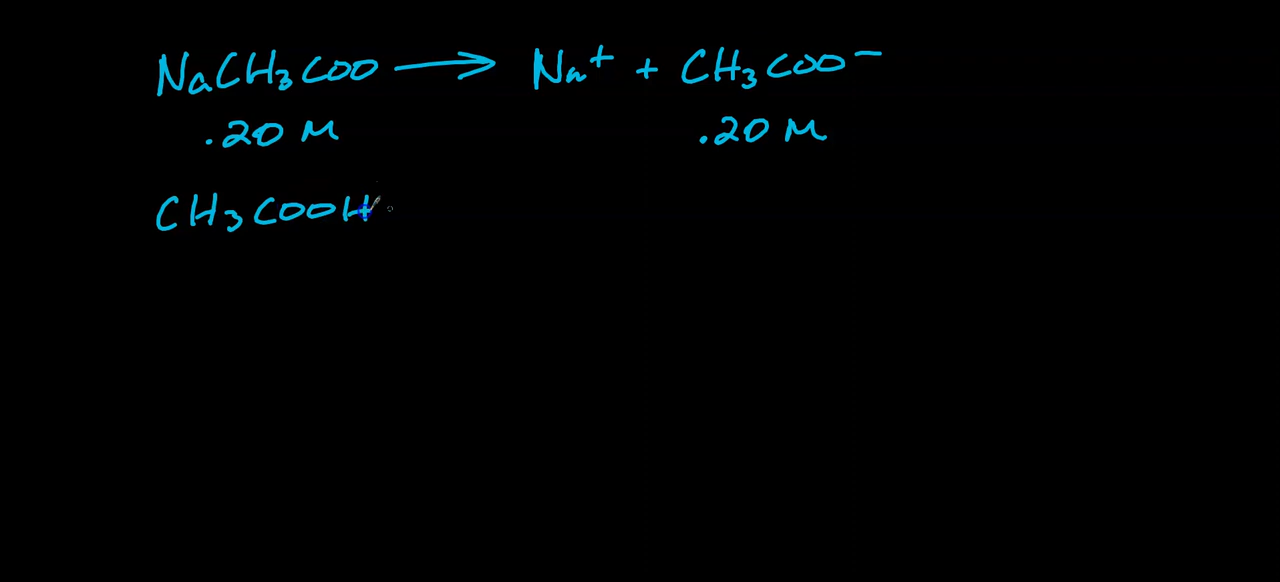 NaCH3COO ⟶ Na+ + CH3COO−
.20 M .20 M
CH3COOH